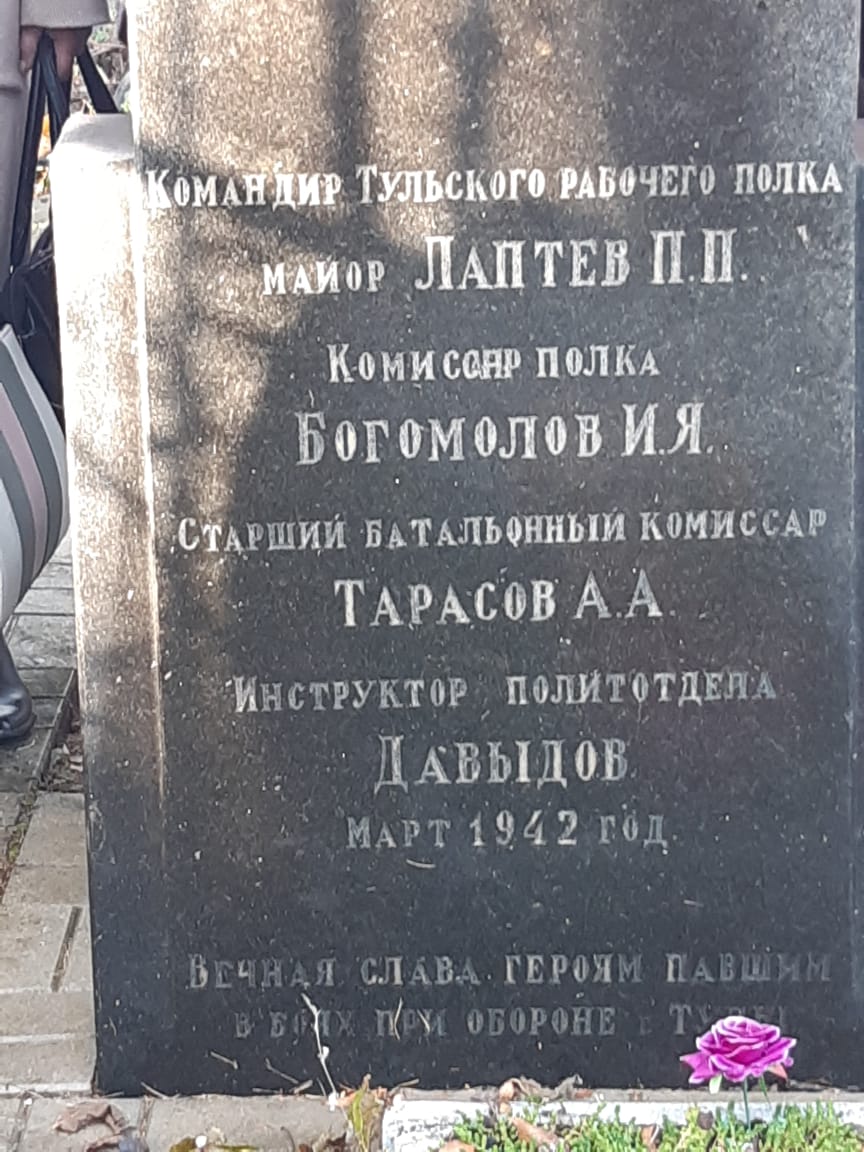 Командир Тульского рабочего полка
майор Лаптев П.П.
Комиссар полка
Богомолов И.Я.
Старший батальонный комиссар
Тарасов А.А.
Инструктор политотдела
Давыдов
Март 1942 год
Вечная слава героям павшим
в боях при обороне г. Тулы